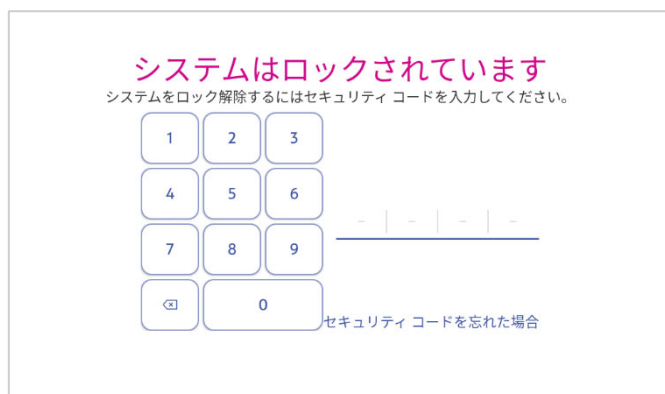 システムはロックされています
システムをロック解除するにはセキュリティ コードを入力してください。
1 2 3
4 5 6
7 8 9
0
セキュリティ コードを忘れた場合